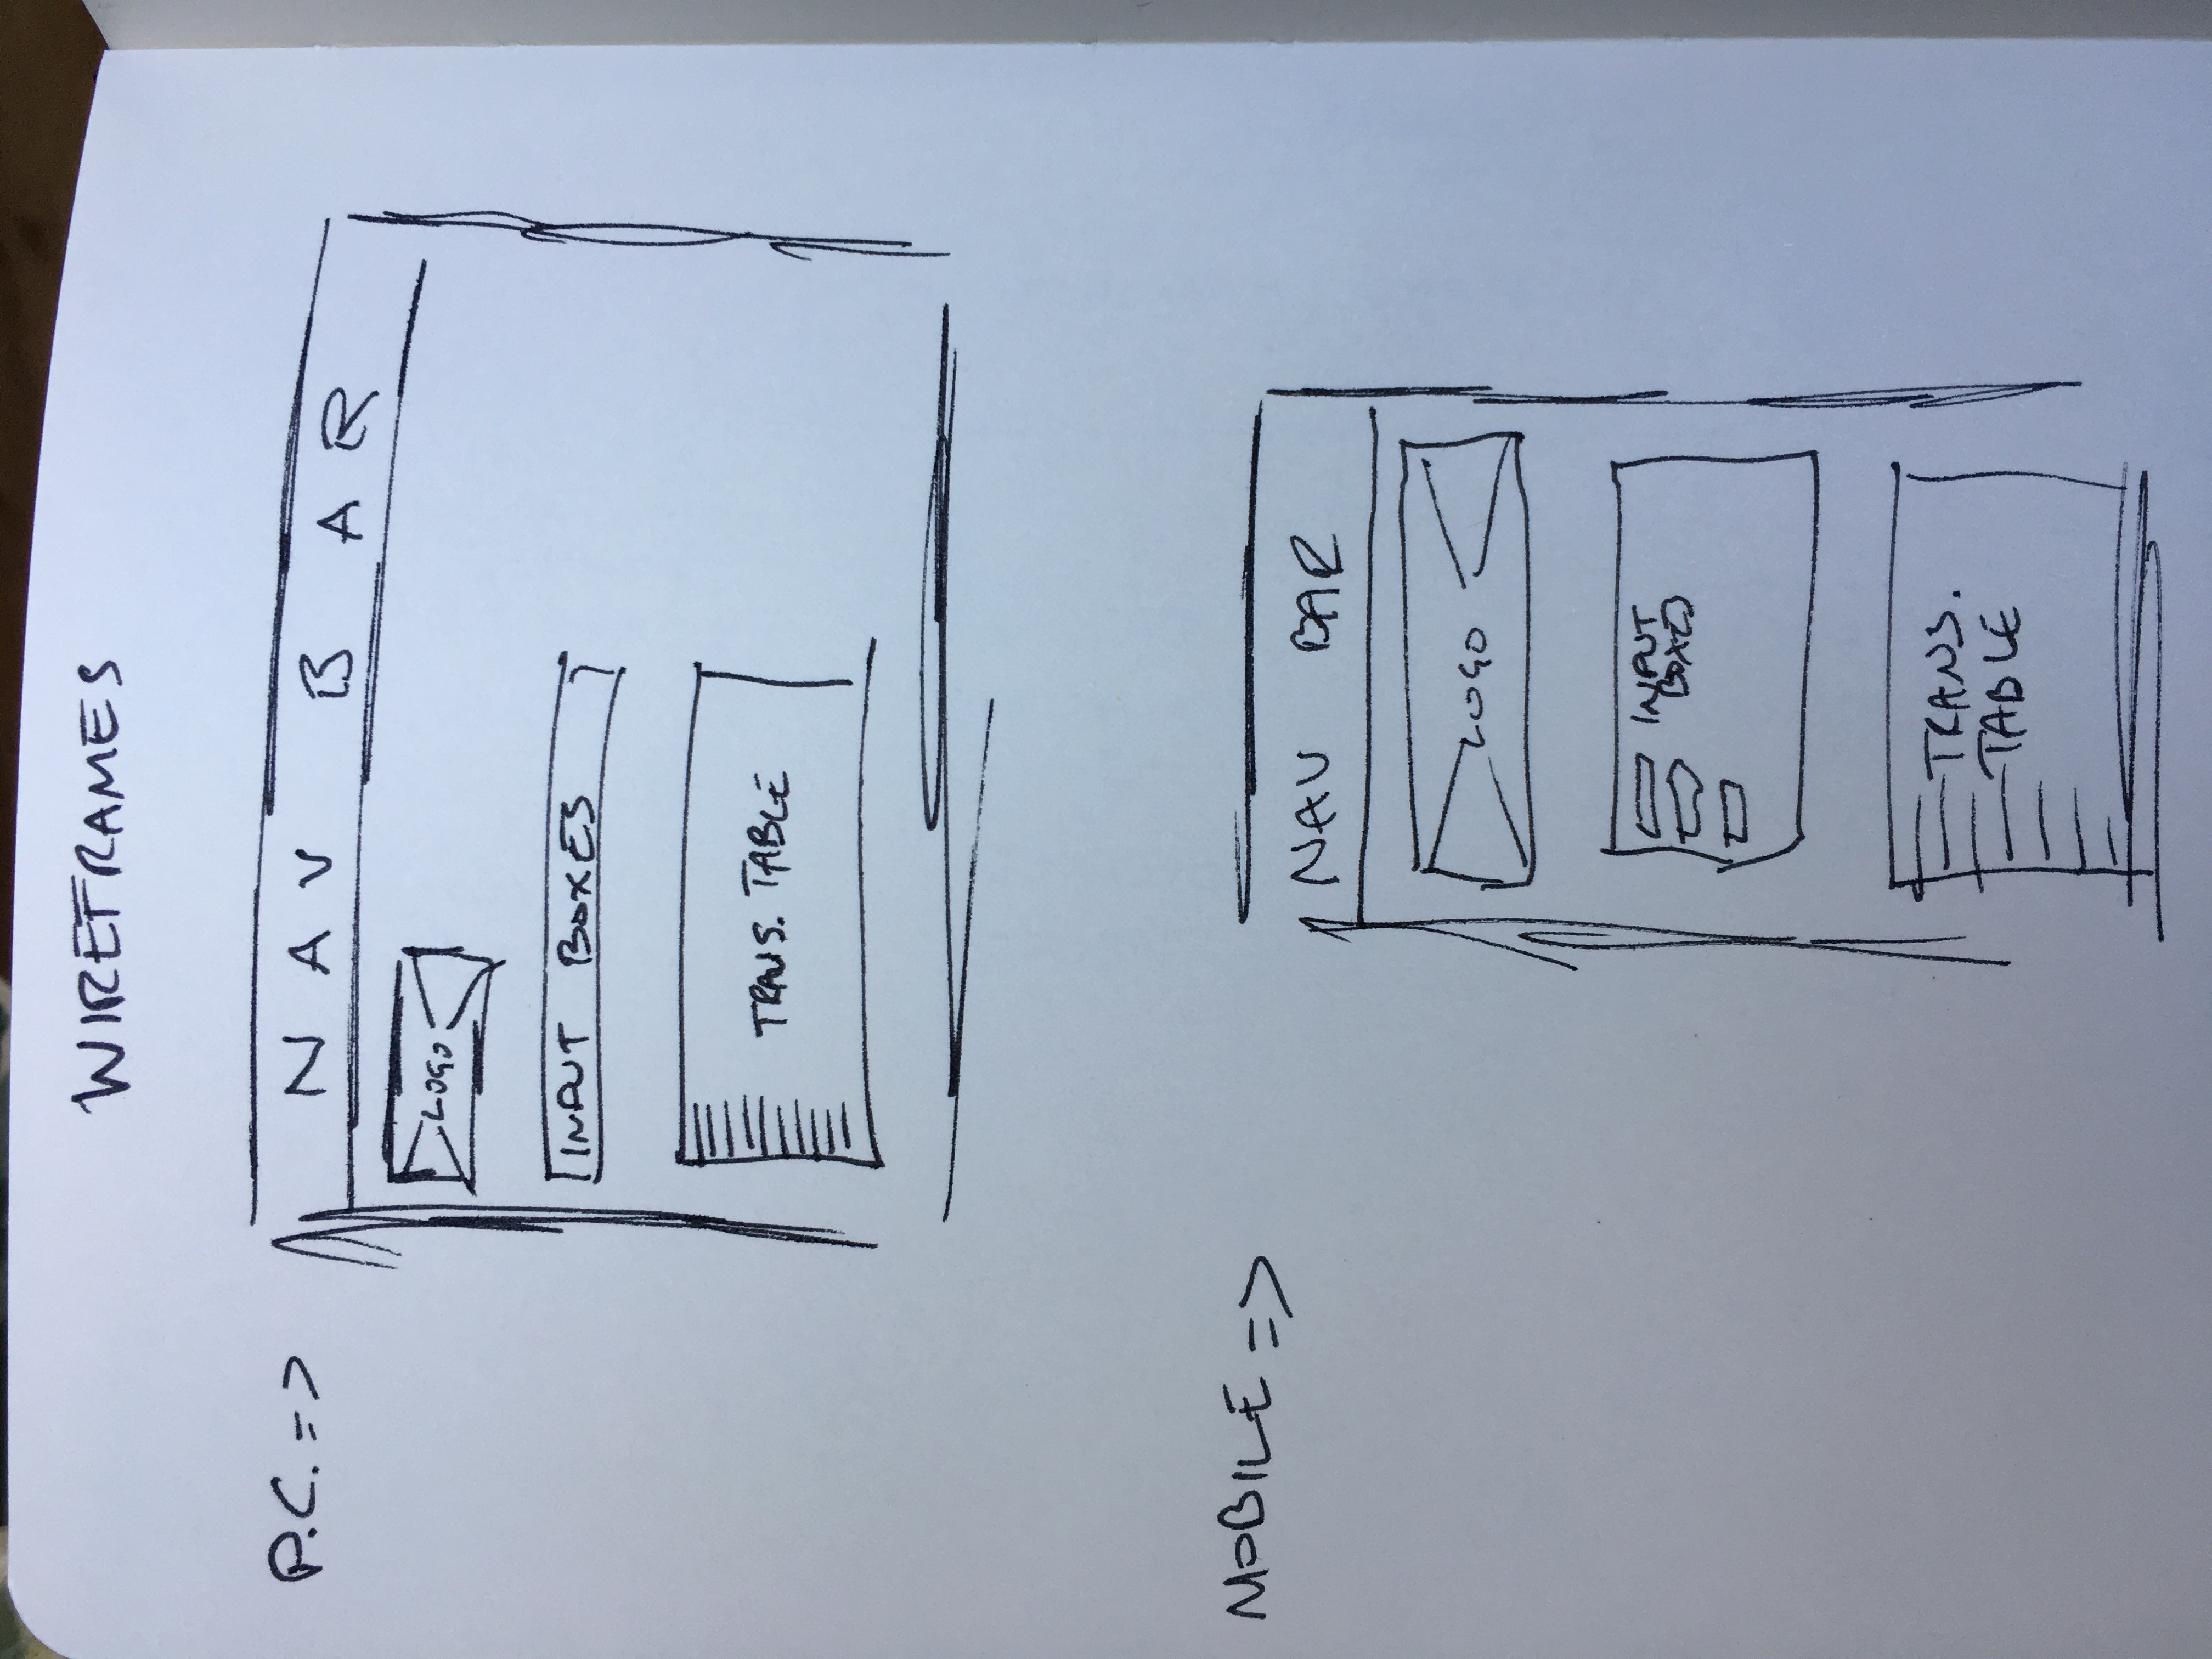 WIREFRAMES
P.C. =>
NAV BAR
LOGO
INPUT BOXES
TRANS. TABLE
MOBILE =>
NAV BAR
LOGO
INPUT
BOXES
TRANS.
TABLE